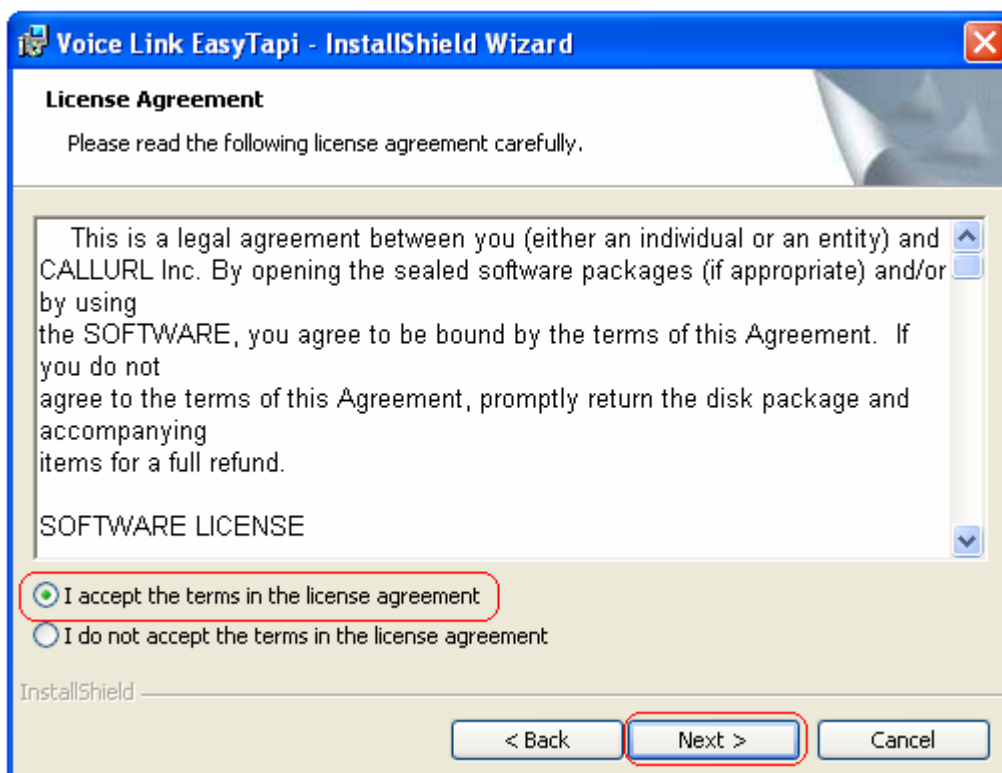 Voice Link EasyTapi - InstallShield Wizard
License Agreement
Please read the following license agreement carefully.
This is a legal agreement between you (either an individual or an entity) and
CALLURL Inc. By opening the sealed software packages (if appropriate) and/or
by using
the SOFTWARE, you agree to be bound by the terms of this Agreement.  If
you do not
agree to the terms of this Agreement, promptly return the disk package and
accompanying
items for a full refund.
SOFTWARE LICENSE
I accept the terms in the license agreement
I do not accept the terms in the license agreement
InstallShield
< Back
Next >
Cancel